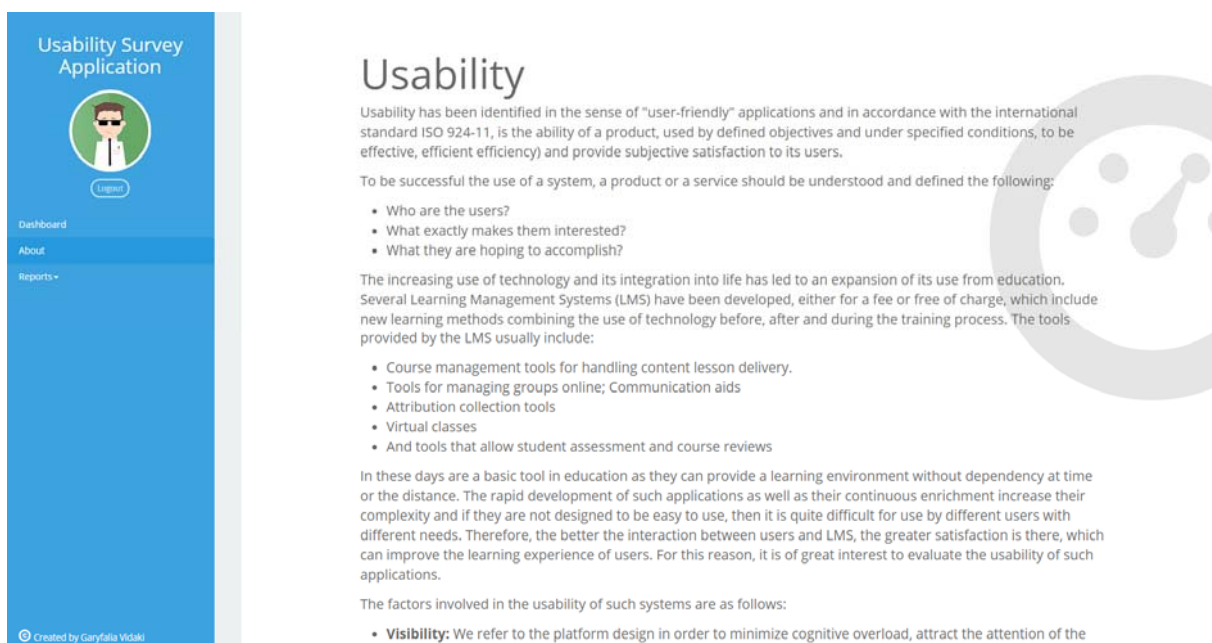 Usability Survey
Application
Logout
Dashboard
About
Reports
Created by Garyfalia Vidaki
Usability
Usability has been identified in the sense of "user-friendly" applications and in accordance with the international
standard ISO 924-11, is the ability of a product, used by defined objectives and under specified conditions, to be
effective, efficient efficiency) and provide subjective satisfaction to its users.
To be successful the use of a system, a product or a service should be understood and defined the following:
• Who are the users?
• What exactly makes them interested?
• What they are hoping to accomplish?
The increasing use of technology and its integration into life has led to an expansion of its use from education.
Several Learning Management Systems (LMS) have been developed, either for a fee or free of charge, which include
new learning methods combining the use of technology before, after and during the training process. The tools
provided by the LMS usually include:
• Course management tools for handling content lesson delivery.
• Tools for managing groups online; Communication aids
• Attribution collection tools
• Virtual classes
• And tools that allow student assessment and course reviews
In these days are a basic tool in education as they can provide a learning environment without dependency at time
or the distance. The rapid development of such applications as well as their continuous enrichment increase their
complexity and if they are not designed to be easy to use, then it is quite difficult for use by different users with
different needs. Therefore, the better the interaction between users and LMS, the greater satisfaction is there, which
can improve the learning experience of users. For this reason, it is of great interest to evaluate the usability of such
applications.
The factors involved in the usability of such systems are as follows:
• Visibility: We refer to the platform design in order to minimize cognitive overload, attract the attention of the